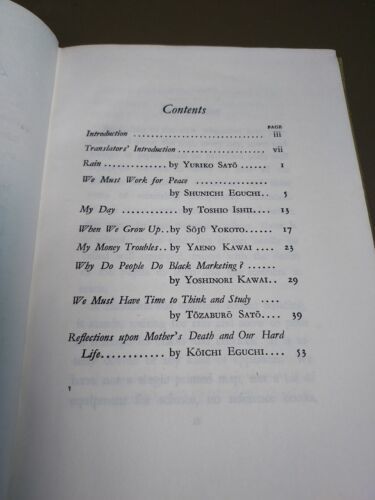 Contents
PAGE
Introduction ............................. iii
Translators' Introduction ................... vii
Rain.............. by YURIKO SATŌ ...... 1
We Must Work for Peace ................
by SHUNICHI EGUCHI.. 5
My Day ............ by TOSHIO ISHII.... 13
When We Grow Up..by SŌJŪ YOKOTO.... 17
My Money Troubles.. by YAENO KAWAI .... 23
Why Do People Do Black Marketing? ......
by YOSHINORI KAWAI.. 29
We Must Have Time to Think and Study ....
by TŌZABURŌ SATŌ.... 39
Reflections upon Mother's Death and Our Hard
Life............ by KŌICHI EGUCHI.... 53